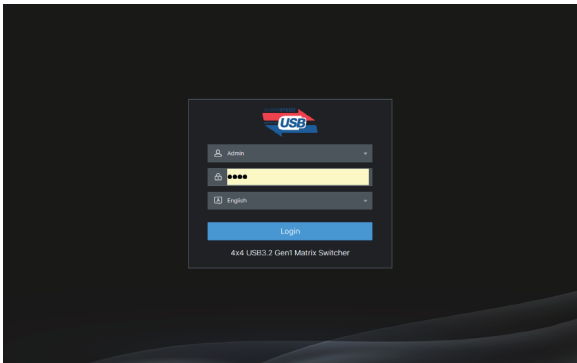 USB
Admin
English
Login
4x4 USB3.2 Gen1 Matrix Switcher